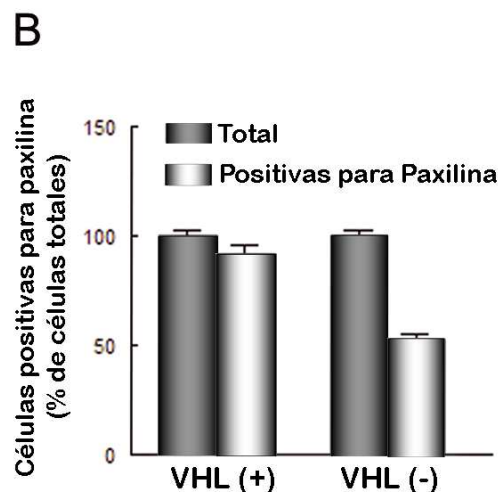 B
Células positivas para paxilina
(% de células totales)
150
100
50
0
Total
Positivas para Paxilina
VHL (+)
VHL (-)